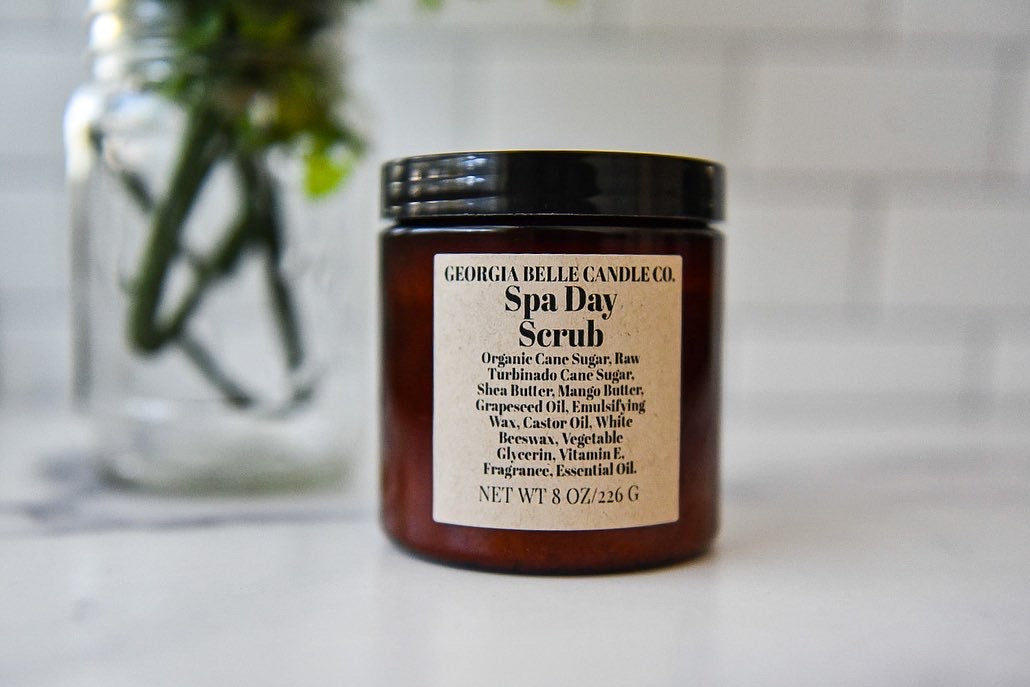 GEORGIA BELLE CANDLE CO.
Spa Day
Scrub
Organic Cane Sugar, Raw
Turbinado Cane Sugar,
Shea Butter, Mango Butter,
Grapeseed Oil, Emulsifying
Wax, Castor Oil, White
Beeswax, Vegetable
Glycerin, Vitamin E,
Fragrance, Essential Oil.
NET WT 8 OZ/226 G